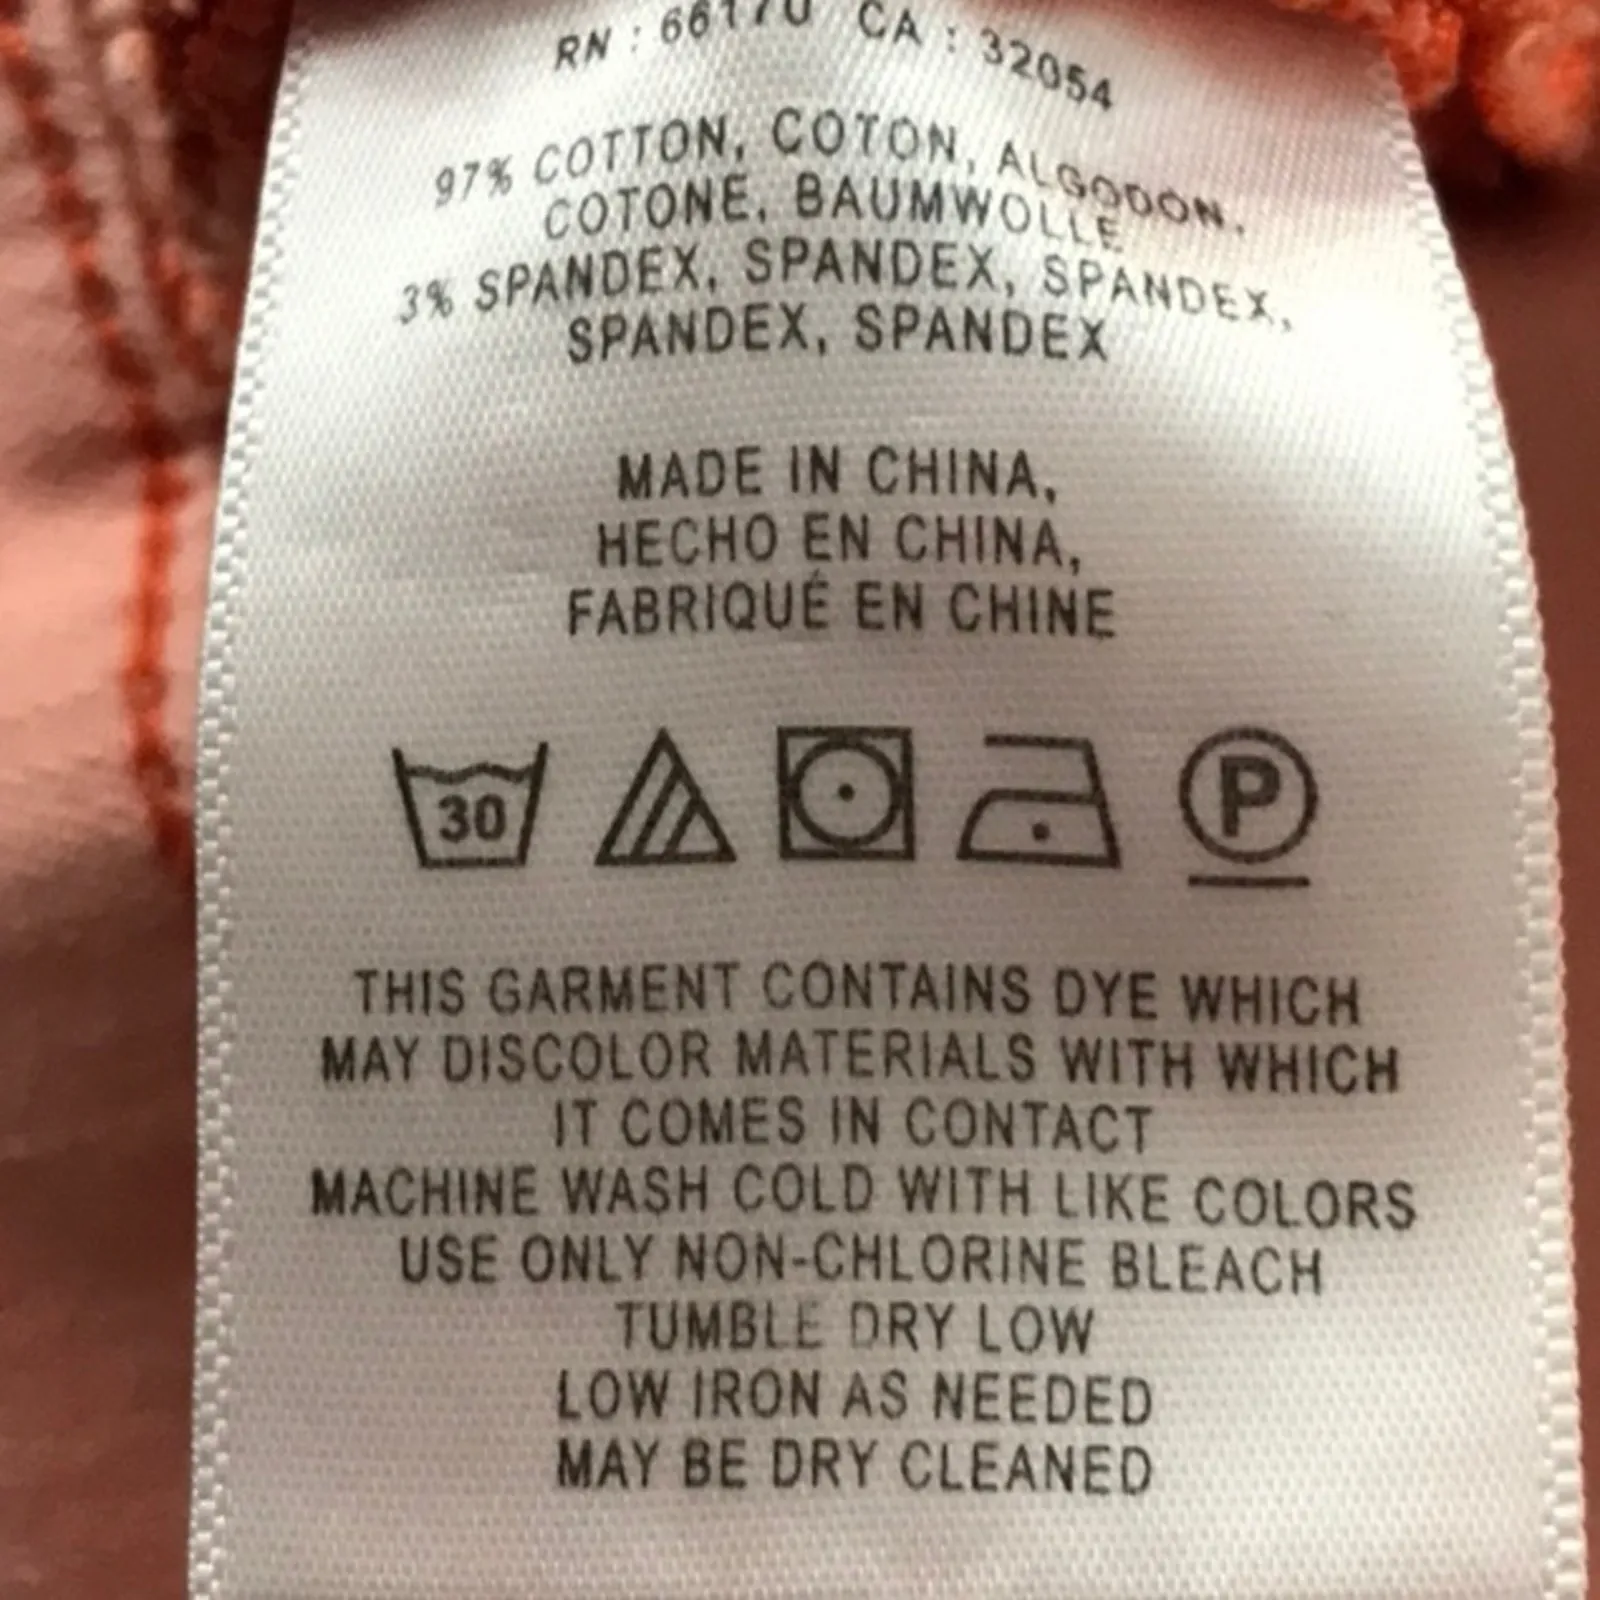 RN : 66170 CA : 32054
97% COTTON, COTON, ALGODON,
COTONE, BAUMWOLLE
3% SPANDEX, SPANDEX, SPANDEX,
SPANDEX, SPANDEX
MADE IN CHINA,
HECHO EN CHINA,
FABRIQUÉ EN CHINE
30
P
THIS GARMENT CONTAINS DYE WHICH
MAY DISCOLOR MATERIALS WITH WHICH
IT COMES IN CONTACT
MACHINE WASH COLD WITH LIKE COLORS
USE ONLY NON-CHLORINE BLEACH
TUMBLE DRY LOW
LOW IRON AS NEEDED
MAY BE DRY CLEANED